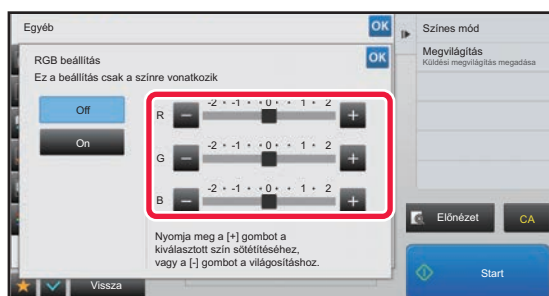 Egyéb
OK
RGB beállítás
OK
Ez a beállítás csak a színre vonatkozik
Off
On
R
-2 • -1 • • 0 • • 1 • 2
G
-2 • -1 • • 0 • • 1 • 2
B
-2 • -1 • • 0 • • 1 • 2
Nyomja meg a [+] gombot a
kiválasztott szín sötétítéséhez,
vagy a [-] gombot a világosításhoz.
Vissza
Színes mód
Megvilágítás
Küldési megvilágítás megadása
Előnézet
CA
Start